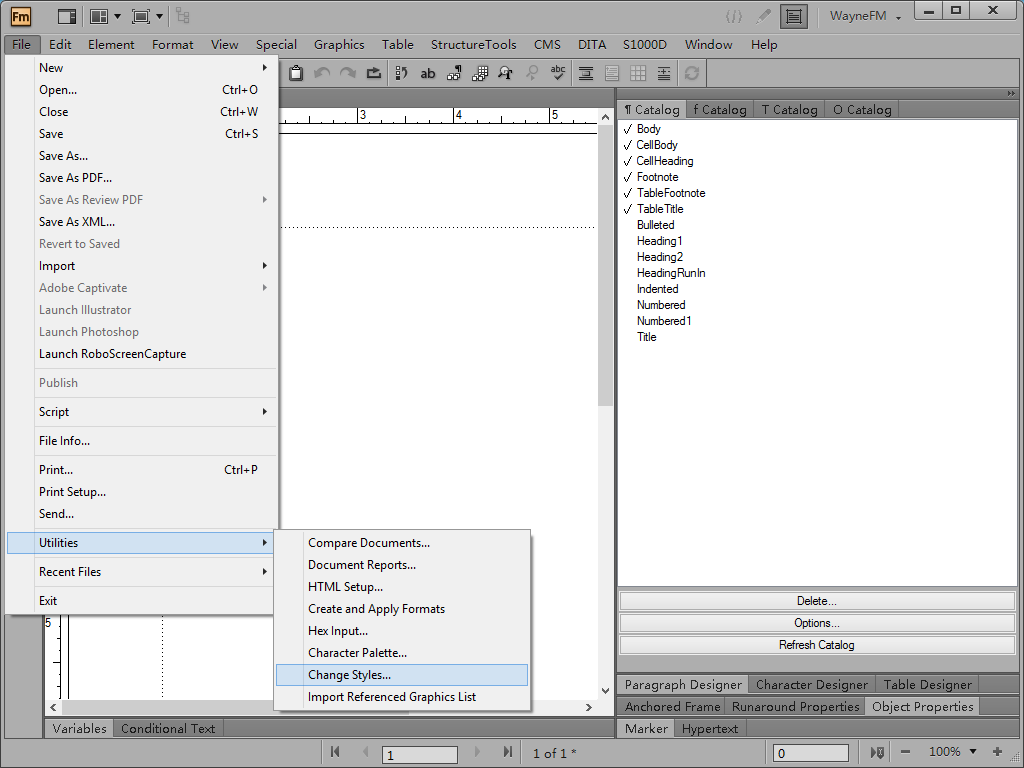 Fm
WayneFM
File Edit Element Format View Special Graphics Table StructureTools CMS DITA S1000D Window Help
New
Open... Ctrl+O
Close Ctrl+W
Save Ctrl+S
Save As...
Save As PDF...
Save As Review PDF
Save As XML...
Revert to Saved
Import
Adobe Captivate
Launch Illustrator
Launch Photoshop
Launch RoboScreenCapture
Publish
Script
File Info...
Print... Ctrl+P
Print Setup...
Send...
Utilities
Recent Files
Exit
Compare Documents...
Document Reports...
HTML Setup...
Create and Apply Formats
Hex Input...
Character Palette...
Change Styles...
Import Referenced Graphics List
ab
abc
3 4 5
5
¶ Catalog f Catalog T Catalog O Catalog
✓ Body
✓ CellBody
✓ CellHeading
✓ Footnote
✓ TableFootnote
✓ TableTitle
Bulleted
Heading1
Heading2
HeadingRunIn
Indented
Numbered
Numbered1
Title
Delete...
Options...
Refresh Catalog
Paragraph Designer Character Designer Table Designer
Anchored Frame Runaround Properties Object Properties
Marker Hypertext
Variables Conditional Text
1 1 of 1 * 0 100%